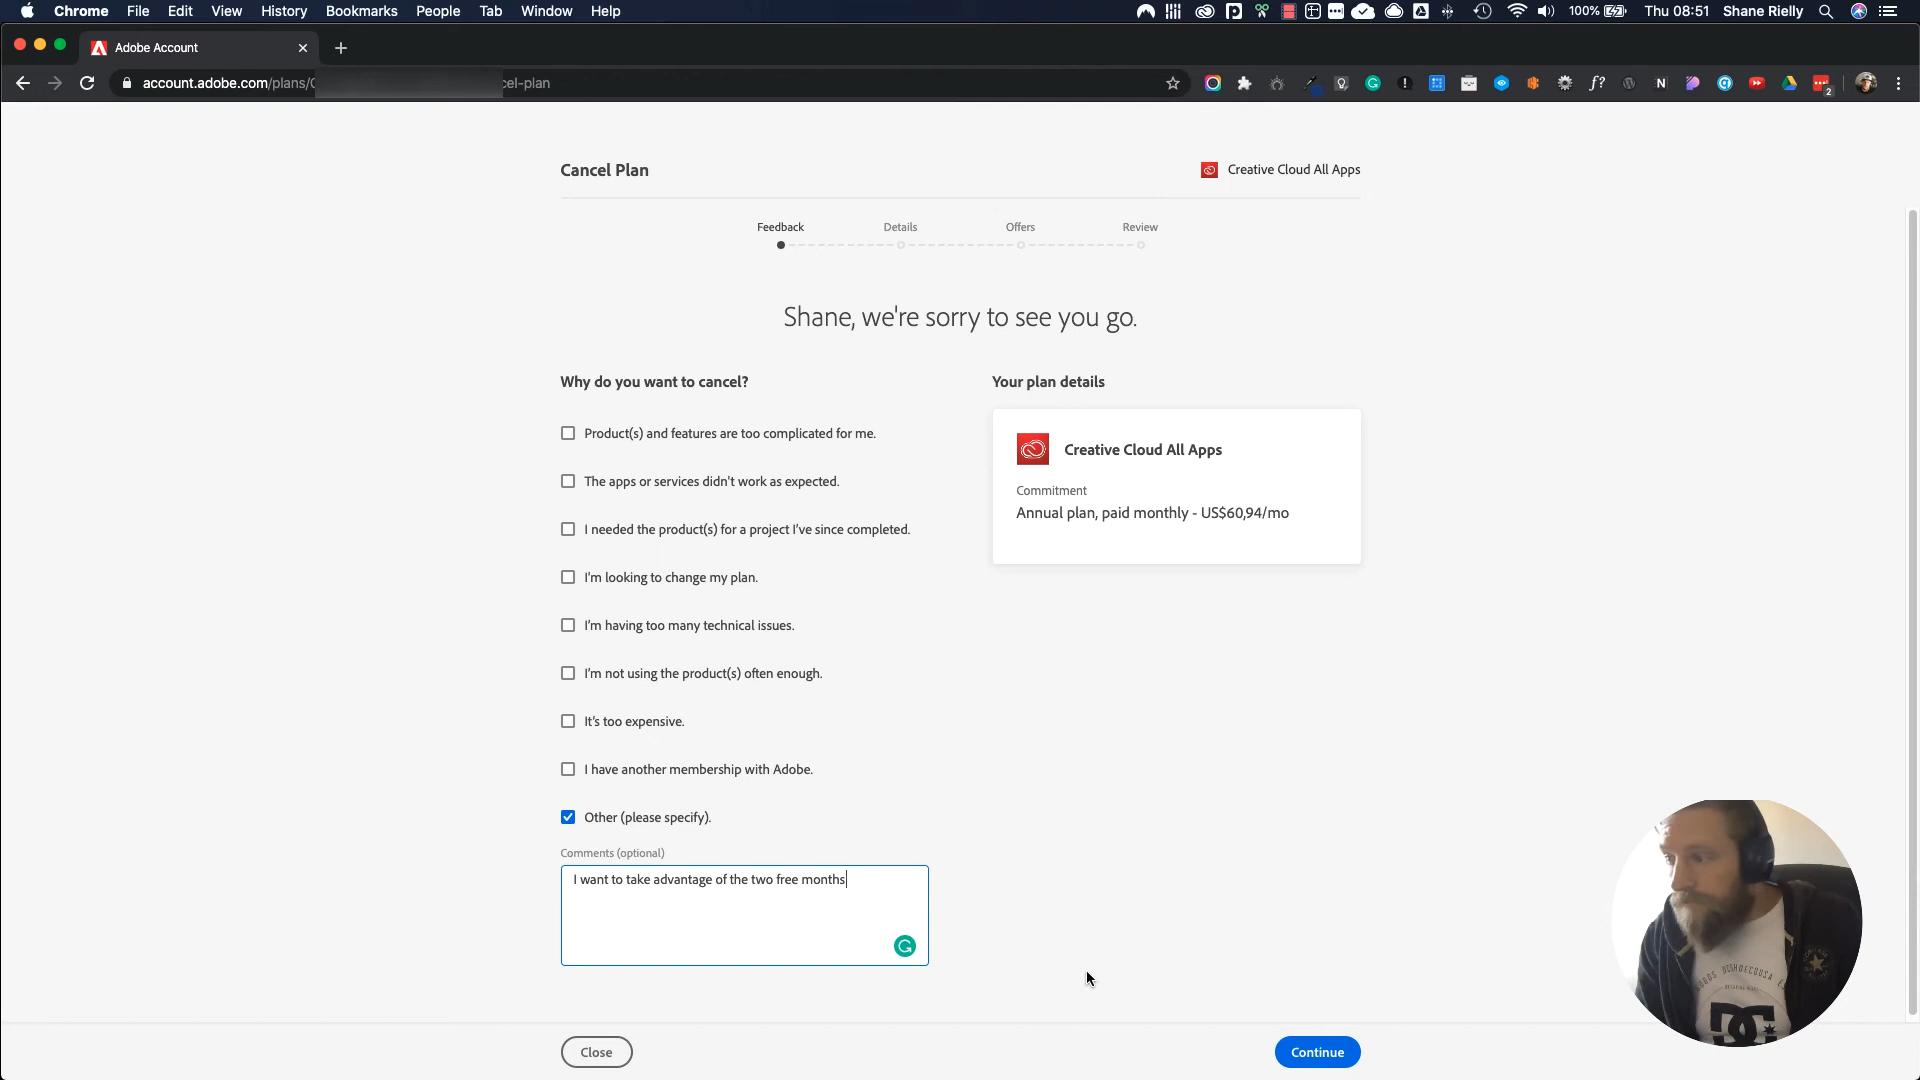 Chrome File Edit View History Bookmarks People Tab Window Help 100% Thu 08:51 Shane Rielly
Adobe Account
account.adobe.com/plans/ cel-plan
2
Cancel Plan
Creative Cloud All Apps
Feedback Details Offers Review
Shane, we're sorry to see you go.
Why do you want to cancel?
Product(s) and features are too complicated for me.
The apps or services didn't work as expected.
I needed the product(s) for a project I've since completed.
I'm looking to change my plan.
I'm having too many technical issues.
I'm not using the product(s) often enough.
It's too expensive.
I have another membership with Adobe.
Other (please specify).
Comments (optional)
I want to take advantage of the two free months
Your plan details
Creative Cloud All Apps
Commitment
Annual plan, paid monthly - US$60,94/mo
Close
Continue